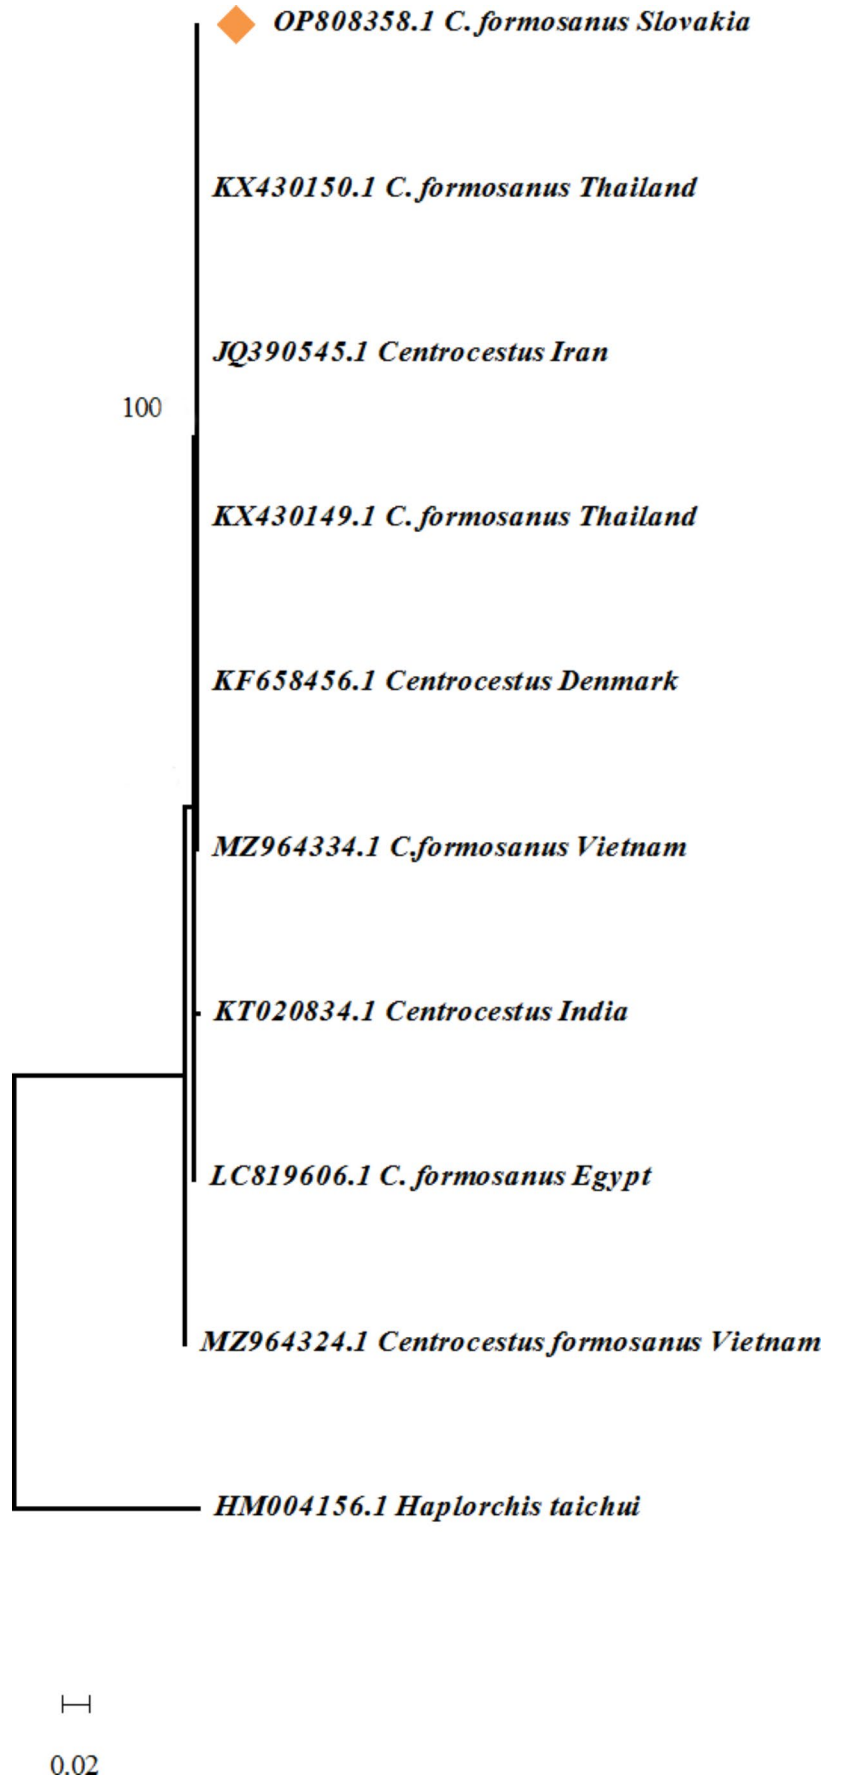 OP808358.1 C. formosanus Slovakia
KX430150.1 C. formosanus Thailand
JQ390545.1 Centrocestus Iran
100
KX430149.1 C. formosanus Thailand
KF658456.1 Centrocestus Denmark
MZ964334.1 C.formosanus Vietnam
KT020834.1 Centrocestus India
LC819606.1 C. formosanus Egypt
MZ964324.1 Centrocestus formosanus Vietnam
HM004156.1 Haplorchis taichui
0.02